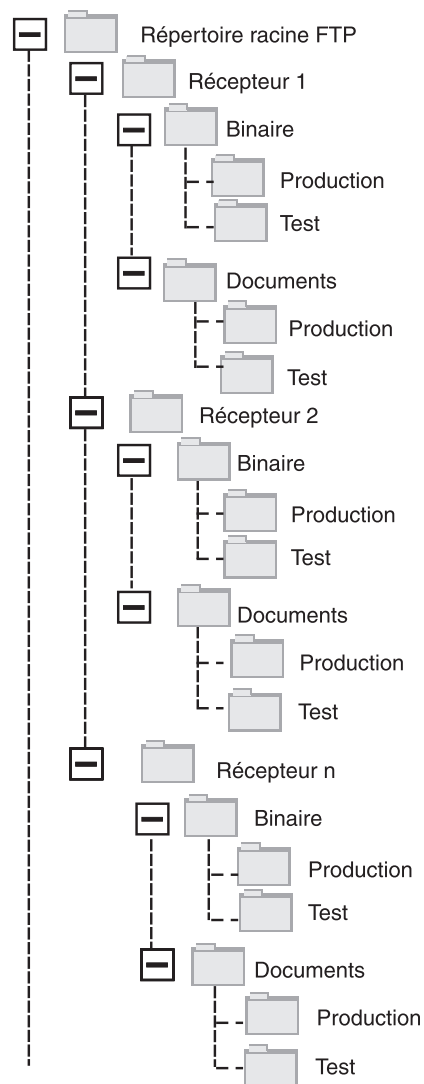 Répertoire racine FTP
Récepteur 1
Binaire
Production
Test
Documents
Production
Test
Récepteur 2
Binaire
Production
Test
Documents
Production
Test
Récepteur n
Binaire
Production
Test
Documents
Production
Test